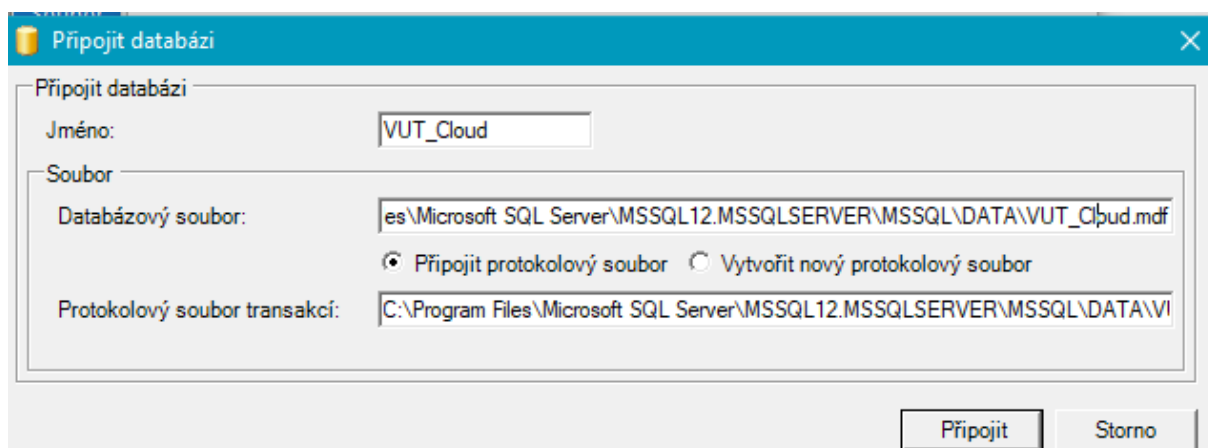 Připojit databázi
Připojit databázi
Jméno:
VUT_Cloud
Soubor
Databázový soubor:
es\Microsoft SQL Server\MSSQL12.MSSQLSERVER\MSSQL\DATA\VUT_Cloud.mdf
Připojit protokolový soubor
Vytvořit nový protokolový soubor
Protokolový soubor transakcí:
C:\Program Files\Microsoft SQL Server\MSSQL12.MSSQLSERVER\MSSQL\DATA\VU
Připojit
Storno